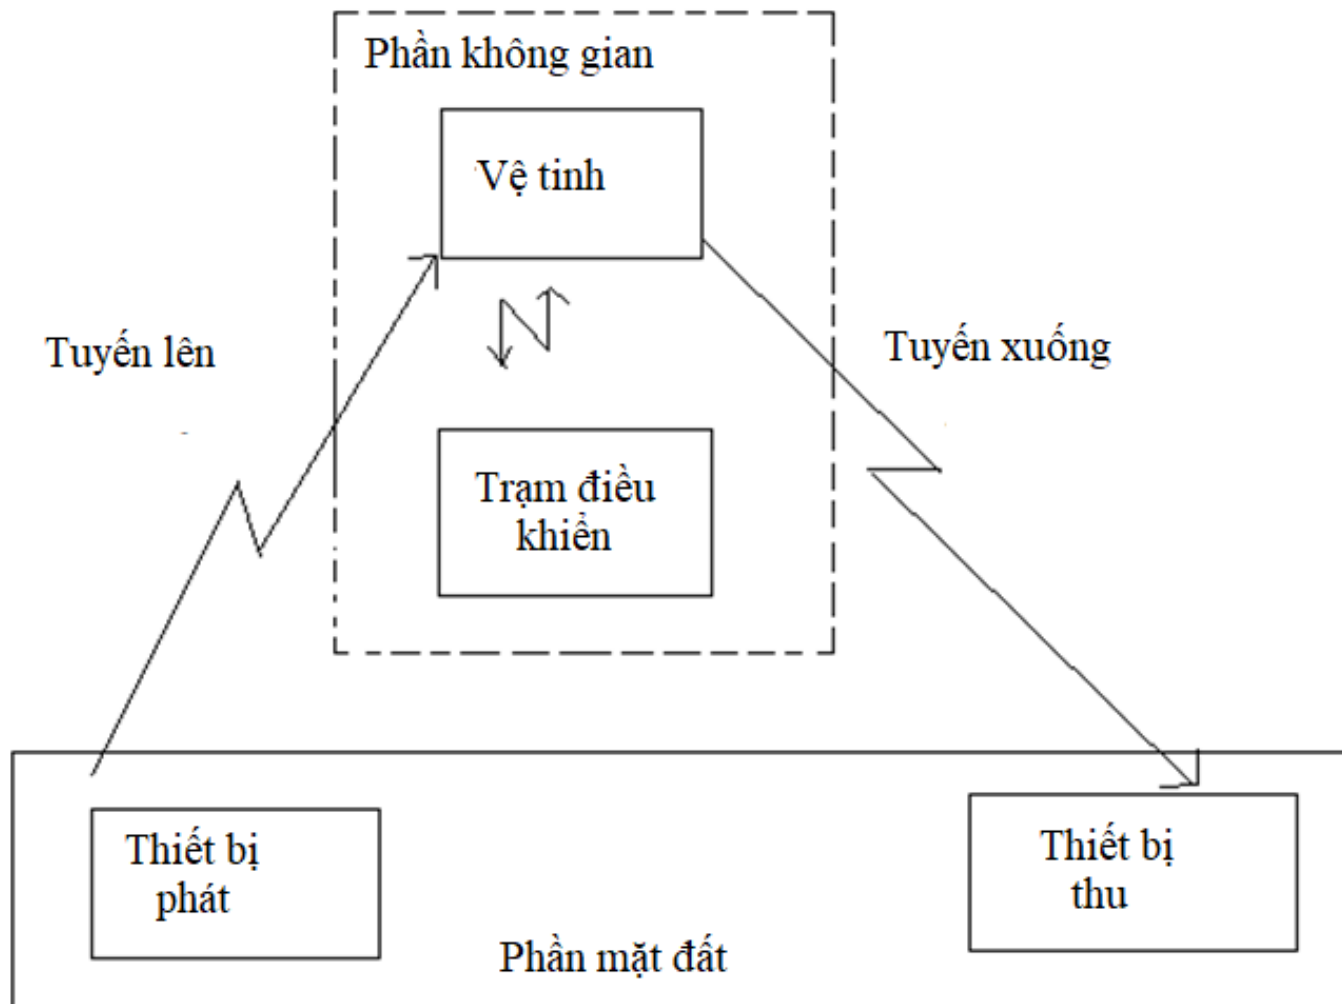 Phần không gian
Vệ tinh
Tuyến lên
Tuyến xuống
Trạm điều
khiển
Thiết bị
phát
Thiết bị
thu
Phần mặt đất